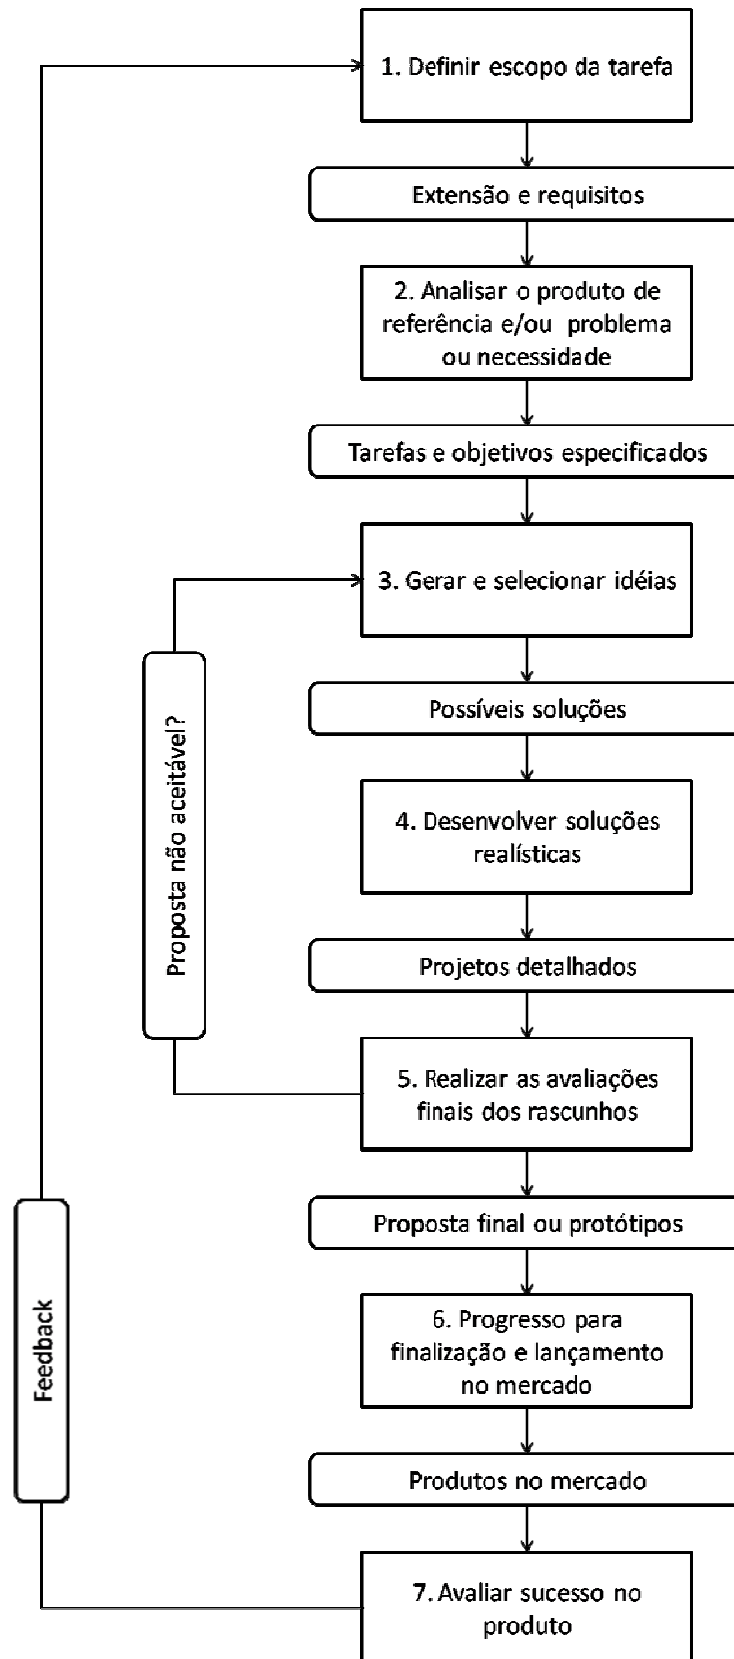 1. Definir escopo da tarefa
Extensão e requisitos
2. Analisar o produto de
referência e/ou problema
ou necessidade
Tarefas e objetivos especificados
3. Gerar e selecionar idéias
Possíveis soluções
4. Desenvolver soluções
realísticas
Projetos detalhados
5. Realizar as avaliações
finais dos rascunhos
Proposta não aceitável?
Proposta final ou protótipos
6. Progresso para
finalização e lançamento
no mercado
Produtos no mercado
7. Avaliar sucesso no
produto
Feedback